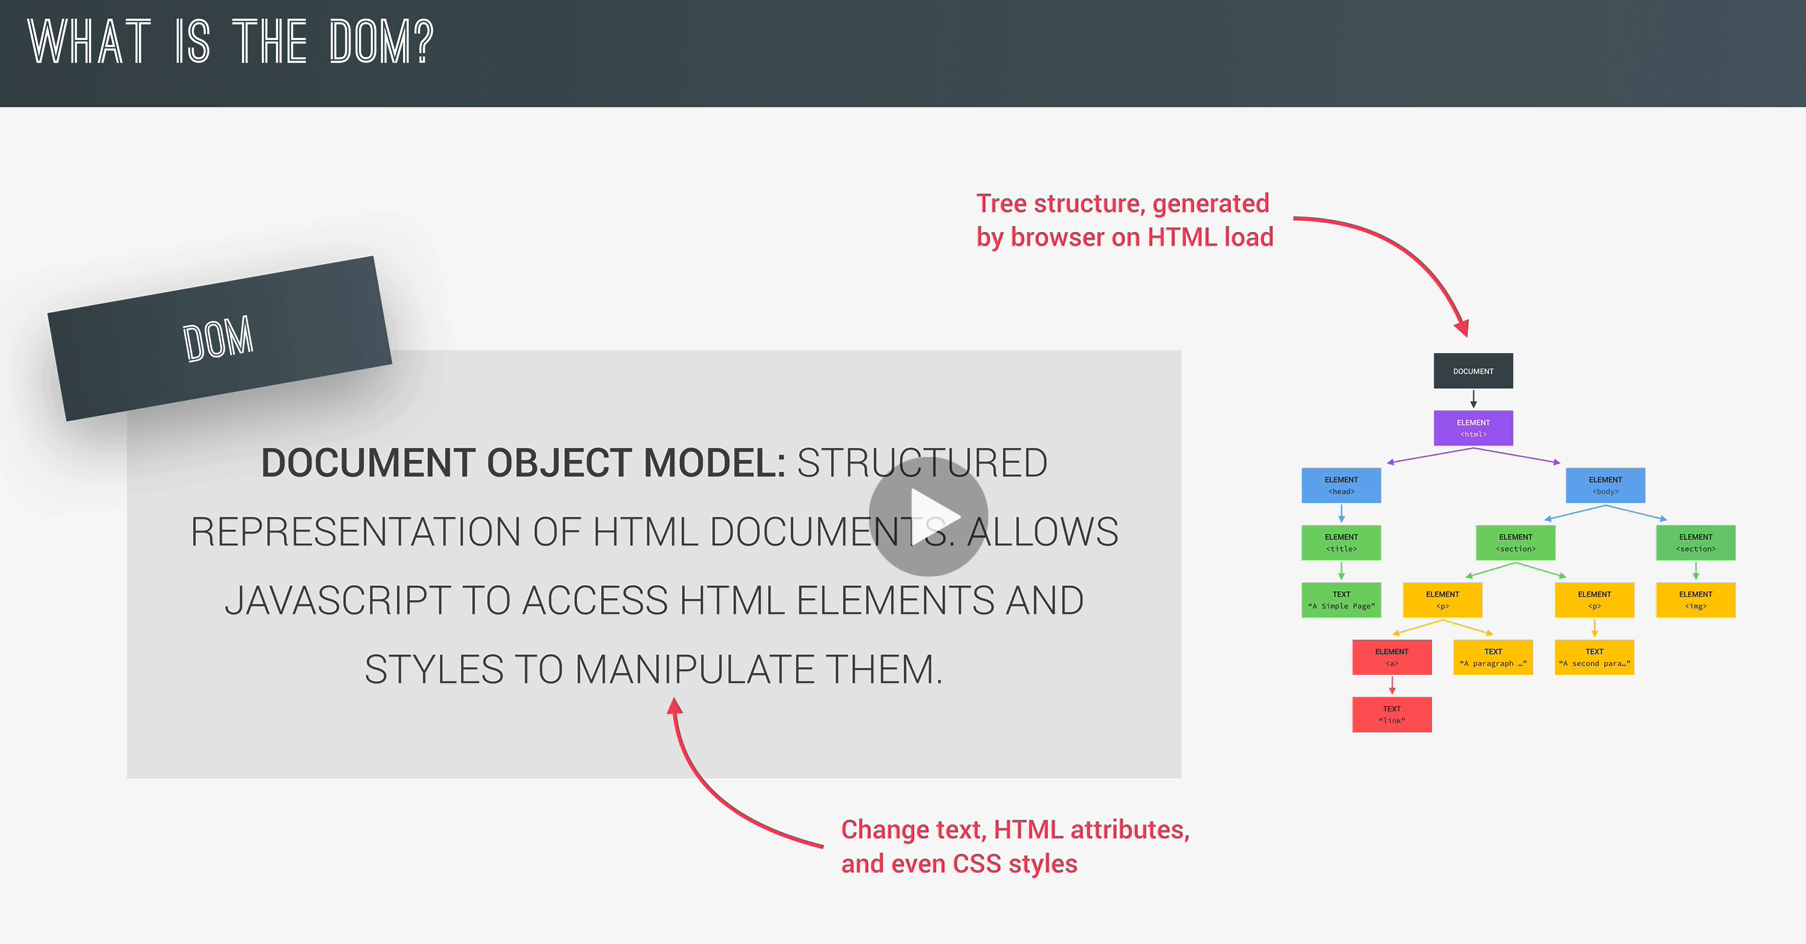 WHAT IS THE DOM?
Tree structure, generated
by browser on HTML load
DOM
DOCUMENT OBJECT MODEL: STRUCTURED
REPRESENTATION OF HTML DOCUMENTS. ALLOWS
JAVASCRIPT TO ACCESS HTML ELEMENTS AND
STYLES TO MANIPULATE THEM.
Change text, HTML attributes,
and even CSS styles
DOCUMENT
ELEMENT
<html>
ELEMENT
<head>
ELEMENT
<body>
ELEMENT
<title>
ELEMENT
<section>
ELEMENT
<section>
TEXT
“A Simple Page”
ELEMENT
<p>
ELEMENT
<p>
ELEMENT
<img>
ELEMENT
<a>
TEXT
“A paragraph …”
TEXT
“A second para…”
TEXT
“link”